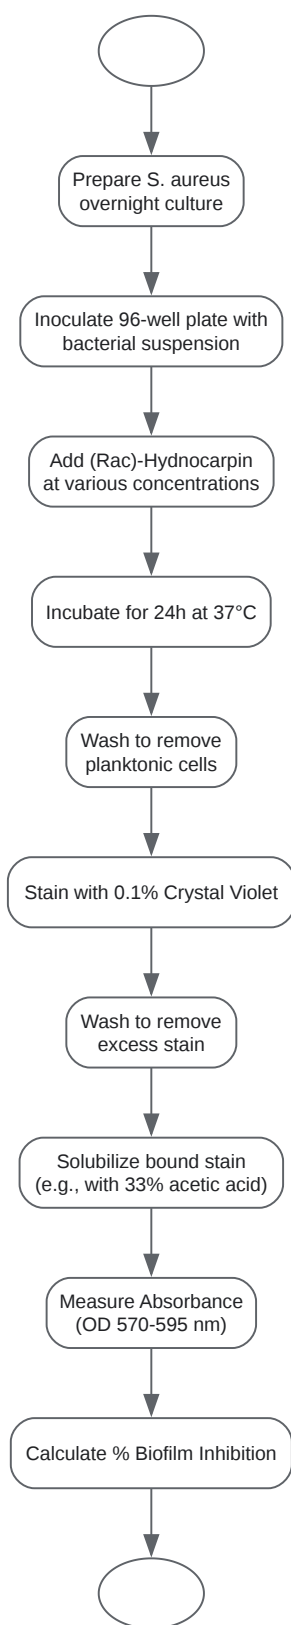 Prepare S. aureus
overnight culture
Inoculate 96-well plate with
bacterial suspension
Add (Rac)-Hydnocarpin
at various concentrations
Incubate for 24h at 37°C
Wash to remove
planktonic cells
Stain with 0.1% Crystal Violet
Wash to remove
excess stain
Solubilize bound stain
(e.g., with 33% acetic acid)
Measure Absorbance
(OD 570-595 nm)
Calculate % Biofilm Inhibition